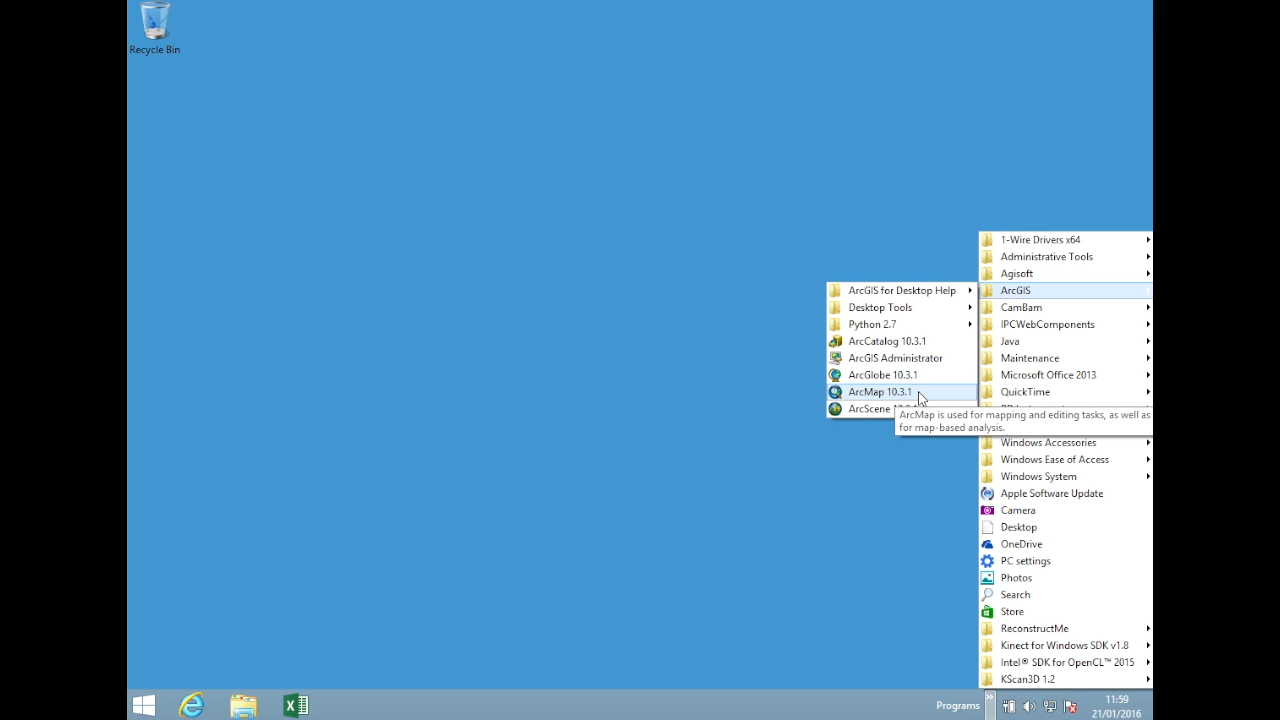 Recycle Bin
1-Wire Drivers x64
Administrative Tools
Agisoft
ArcGIS
CamBam
IPCWebComponents
Java
Maintenance
Microsoft Office 2013
QuickTime
Windows Accessories
Windows Ease of Access
Windows System
Apple Software Update
Camera
Desktop
OneDrive
PC settings
Photos
Search
Store
ReconstructMe
Kinect for Windows SDK v1.8
Intel® SDK for OpenCL™ 2015
KScan3D 1.2
ArcGIS for Desktop Help
Desktop Tools
Python 2.7
ArcCatalog 10.3.1
ArcGIS Administrator
ArcGlobe 10.3.1
ArcMap 10.3.1
ArcScene
ArcMap is used for mapping and editing tasks, as well as
for map-based analysis.
Programs
11:59
21/01/2016